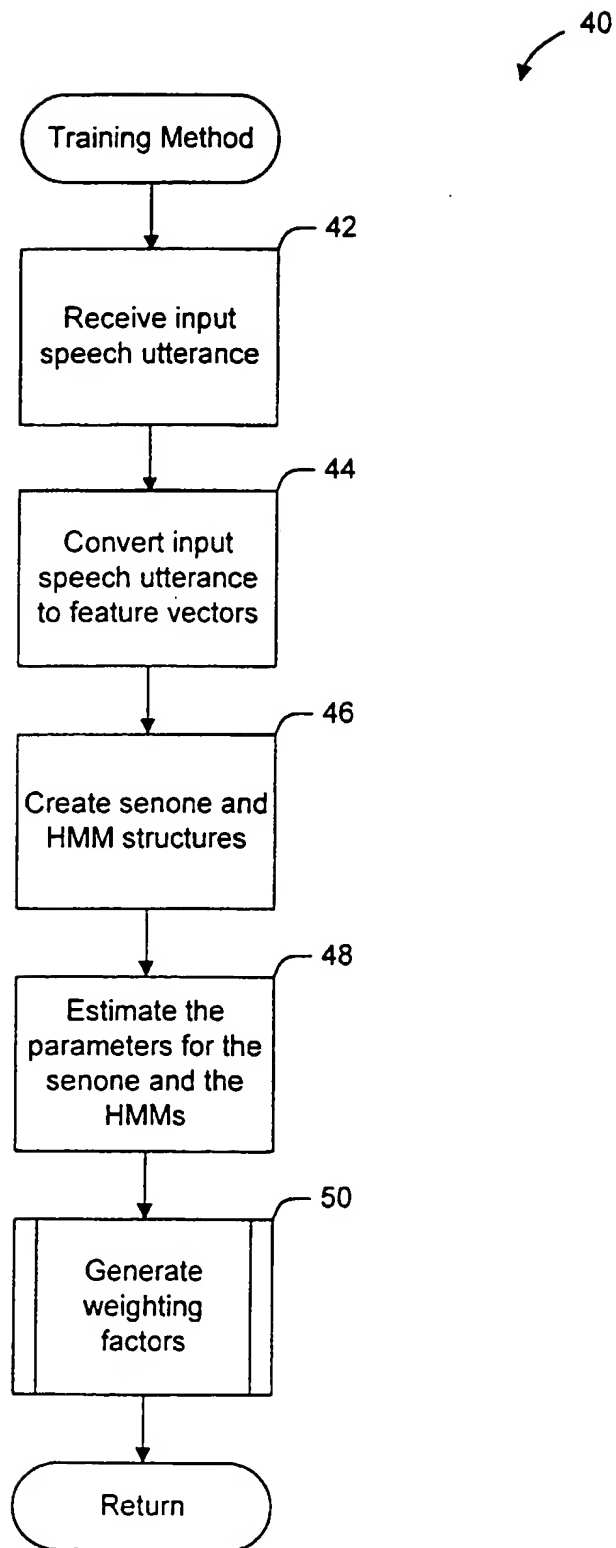 40
Training Method
42
Receive input
speech utterance
44
Convert input
speech utterance
to feature vectors
46
Create senone and
HMM structures
48
Estimate the
parameters for the
senone and the
HMMs
50
Generate
weighting
factors
Return